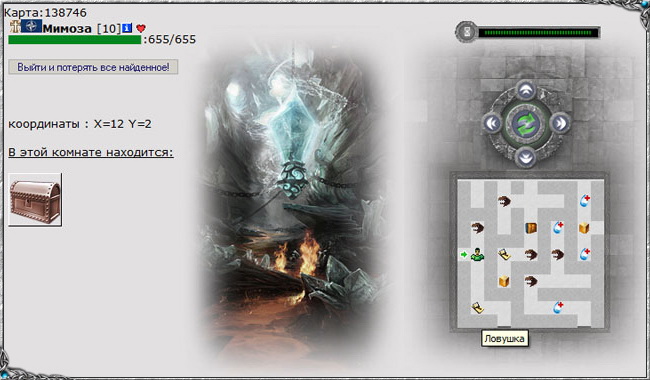 Карта:138746
Мимоза [10]
:655/655
Выйти и потерять все найденное!
координаты : X=12 Y=2
В этой комнате находится:
Ловушка